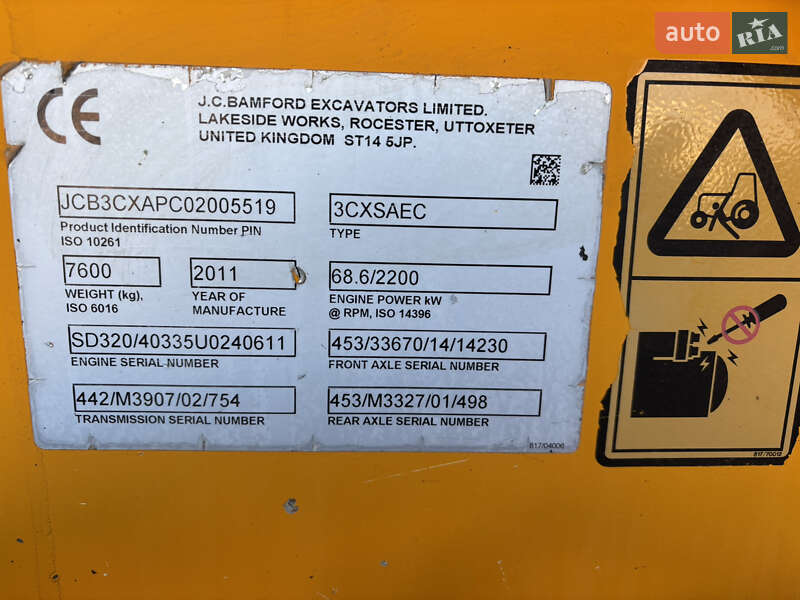 auto RIA .com
CE
J.C.BAMFORD EXCAVATORS LIMITED.
LAKESIDE WORKS, ROCESTER, UTTOXETER
UNITED KINGDOM ST14 5JP.
JCB3CXAPC02005519
Product Identification Number PIN
ISO 10261
3CXSAEC
TYPE
7600
WEIGHT (kg),
ISO 6016
2011
YEAR OF
MANUFACTURE
68.6/2200
ENGINE POWER kW
@ RPM, ISO 14396
SD320/40335U0240611
ENGINE SERIAL NUMBER
453/33670/14/14230
FRONT AXLE SERIAL NUMBER
442/M3907/02/754
TRANSMISSION SERIAL NUMBER
453/M3327/01/498
REAR AXLE SERIAL NUMBER
817/04006
817/70012